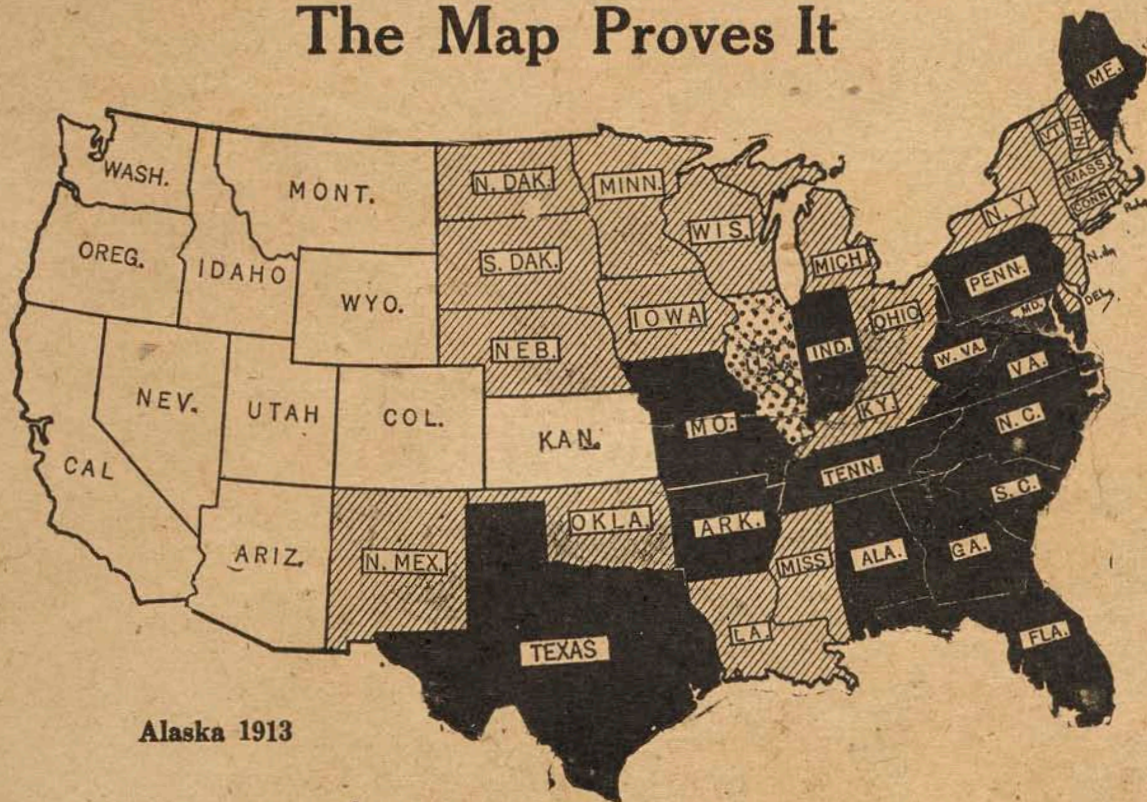 The Map Proves It
ME.
WASH.
MONT.
N. DAK.
MINN.
VT.
N.H.
MASS.
CONN.
N.Y.
WIS.
MICH.
OREG.
IDAHO
S. DAK.
WYO.
IOWA
PENN.
N.J.
DEL.
MD.
OHIO
NEB.
IND.
W. VA.
VA.
NEV.
UTAH
COL.
KAN.
MO.
KY.
N.C.
CAL
TENN.
S.C.
ARIZ.
N. MEX.
OKLA.
ARK.
MISS
ALA.
GA.
LA.
TEXAS
FLA.
Alaska 1913